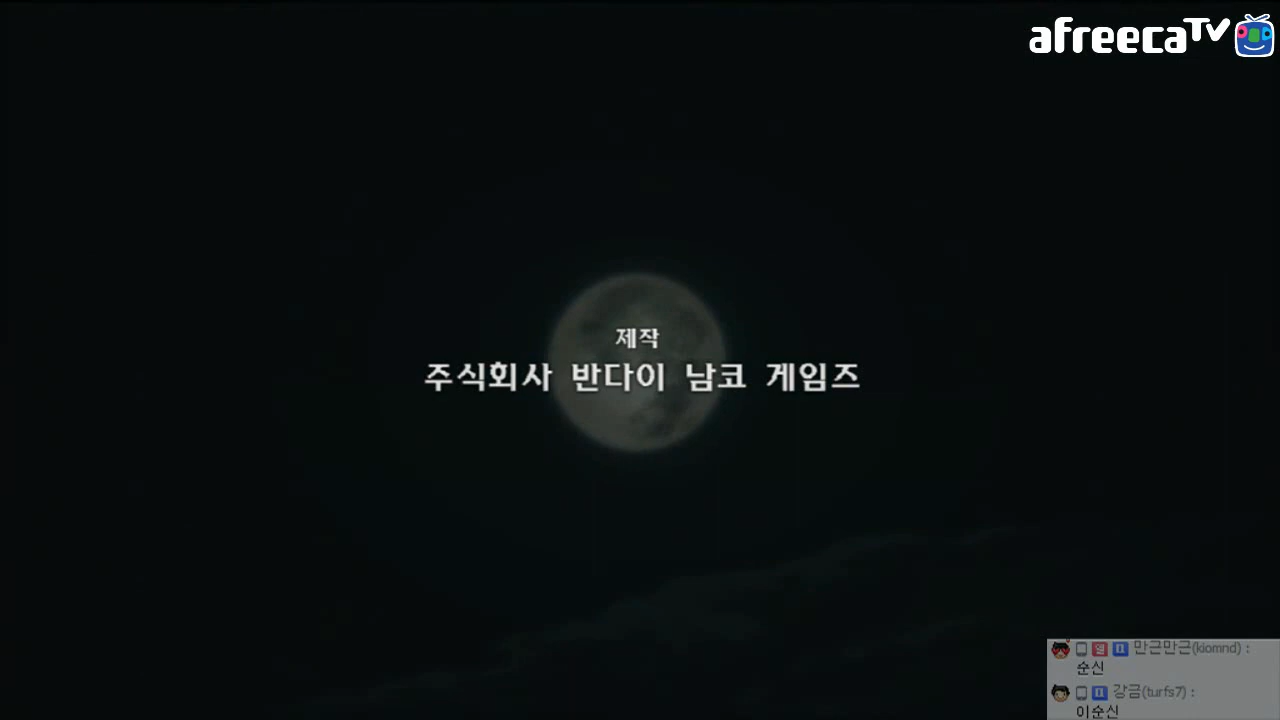 afreecaTV
제작
주식회사 반다이 남코 게임즈
열 만근만근(kiomnd) :
순신
강금(turfs7) :
이순신